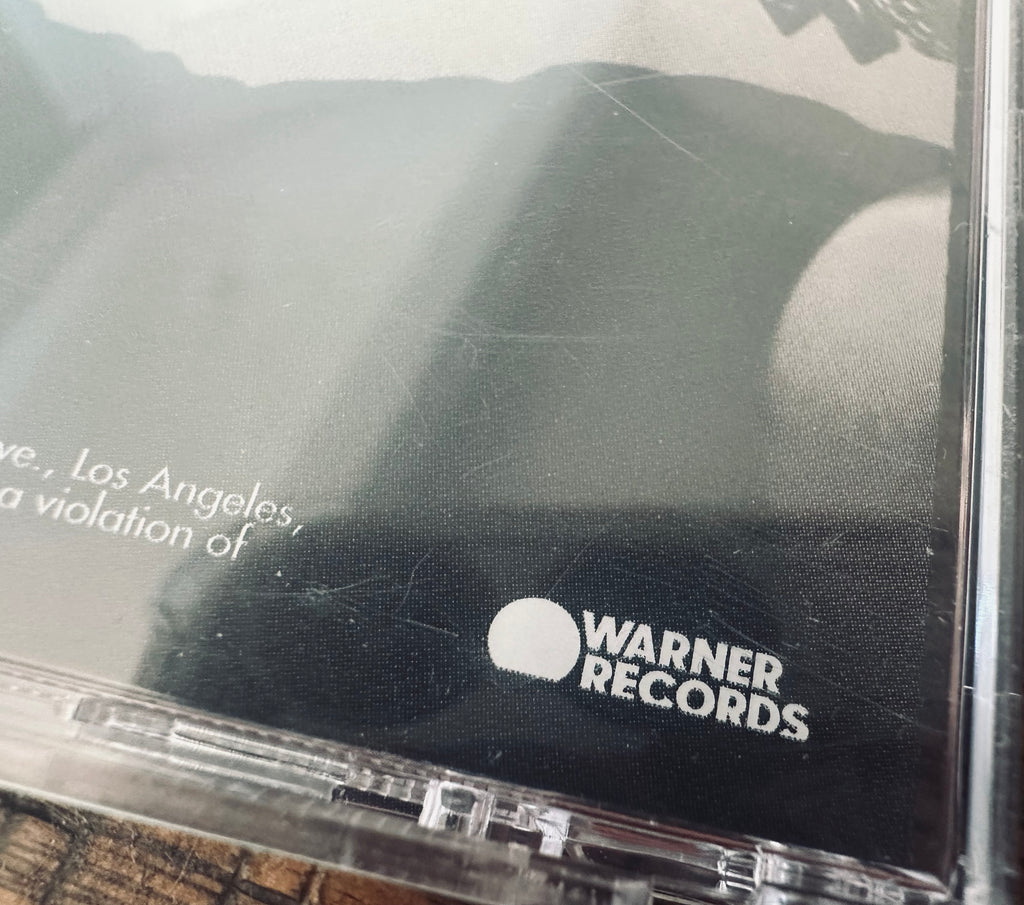 ve., Los Angeles,
a violation of
WARNER
RECORDS